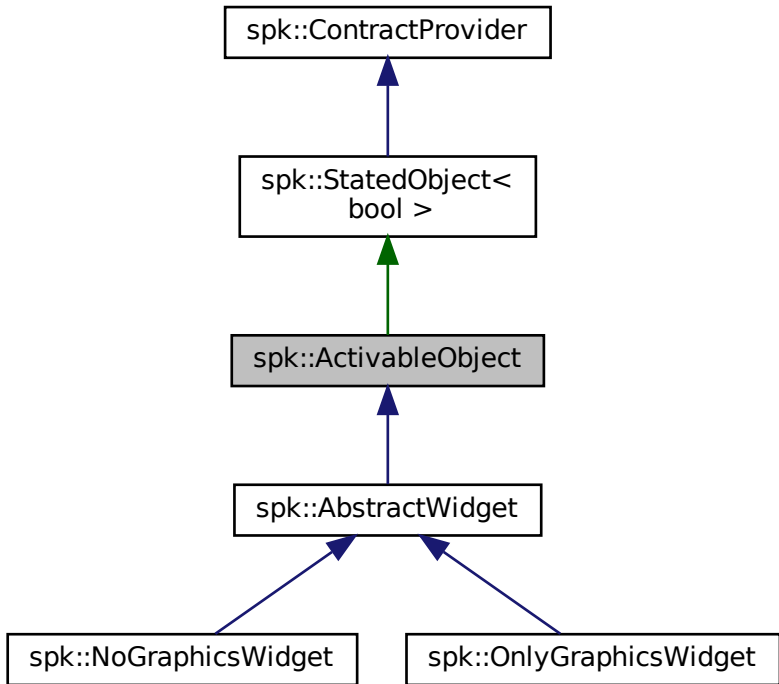 spk::ContractProvider
spk::StatedObject<
bool >
spk::ActivableObject
spk::AbstractWidget
spk::NoGraphicsWidget
spk::OnlyGraphicsWidget